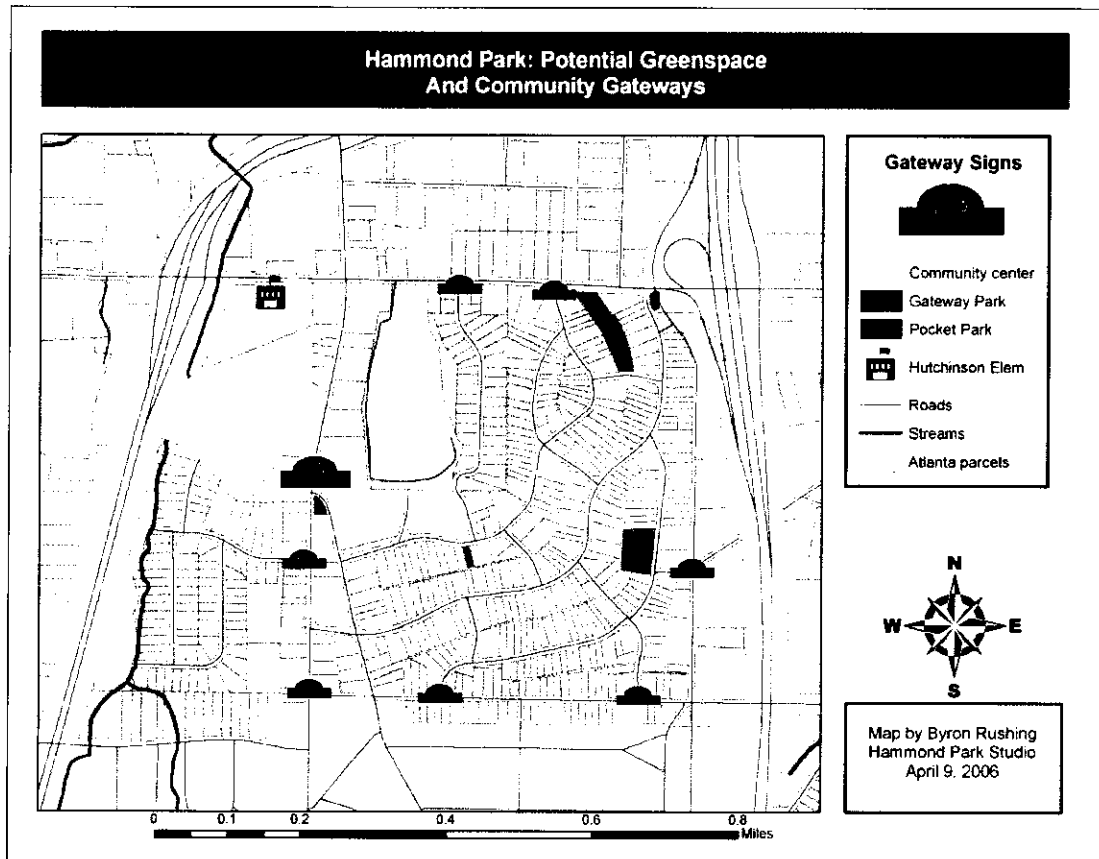 Hammond Park: Potential Greenspace
And Community Gateways
Gateway Signs
Community center
Gateway Park
Pocket Park
Hutchinson Elem
Roads
Streams
Atlanta parcels
N
W E
S
Map by Byron Rushing
Hammond Park Studio
April 9, 2006
0 0.1 0.2 0.4 0.6 0.8
Miles